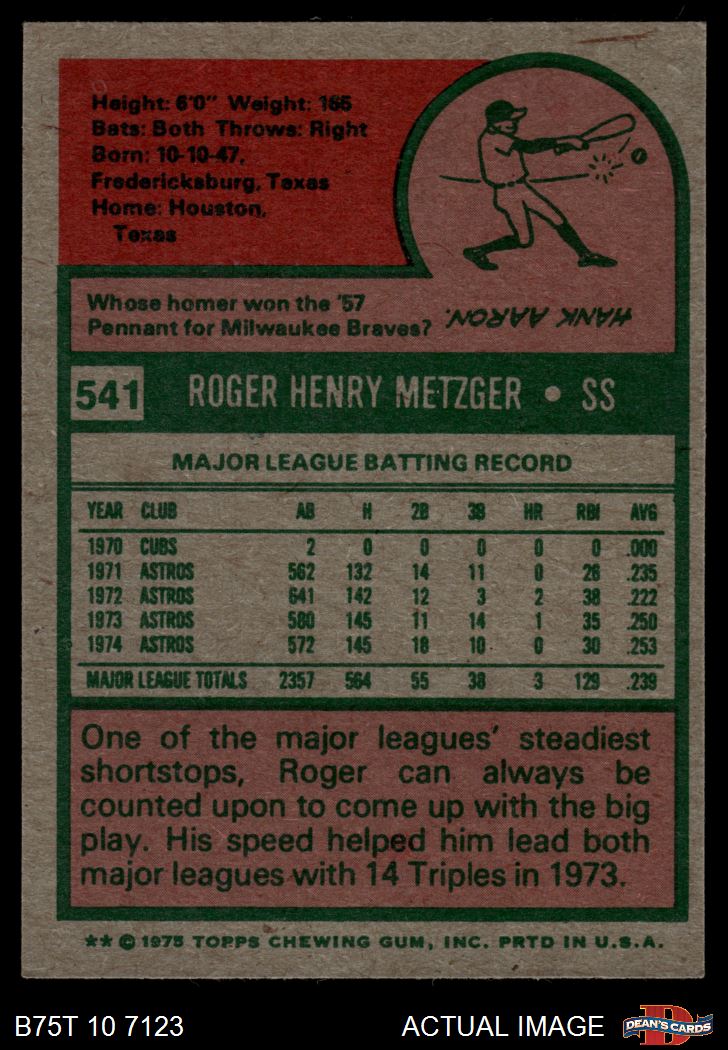 Height: 6'0" Weight: 165
Bats: Both Throws: Right
Born: 10-10-47,
Fredericksburg, Texas
Home: Houston,
Texas
Whose homer won the '57
Pennant for Milwaukee Braves?
HANK AARON.
541 ROGER HENRY METZGER • SS
MAJOR LEAGUE BATTING RECORD
YEAR CLUB AB H 2B 3B HR RBI AVG
1970 CUBS 2 0 0 0 0 0 .000
1971 ASTROS 562 132 14 11 0 26 .235
1972 ASTROS 641 142 12 3 2 38 .222
1973 ASTROS 580 145 11 14 1 35 .250
1974 ASTROS 572 145 18 10 0 30 .253
MAJOR LEAGUE TOTALS 2357 564 55 38 3 129 .239
One of the major leagues' steadiest
shortstops, Roger can always be
counted upon to come up with the big
play. His speed helped him lead both
major leagues with 14 Triples in 1973.
** © 1975 TOPPS CHEWING GUM, INC. PRTD IN U.S.A.
B75T 10 7123 ACTUAL IMAGE
D
DEAN'S CARDS